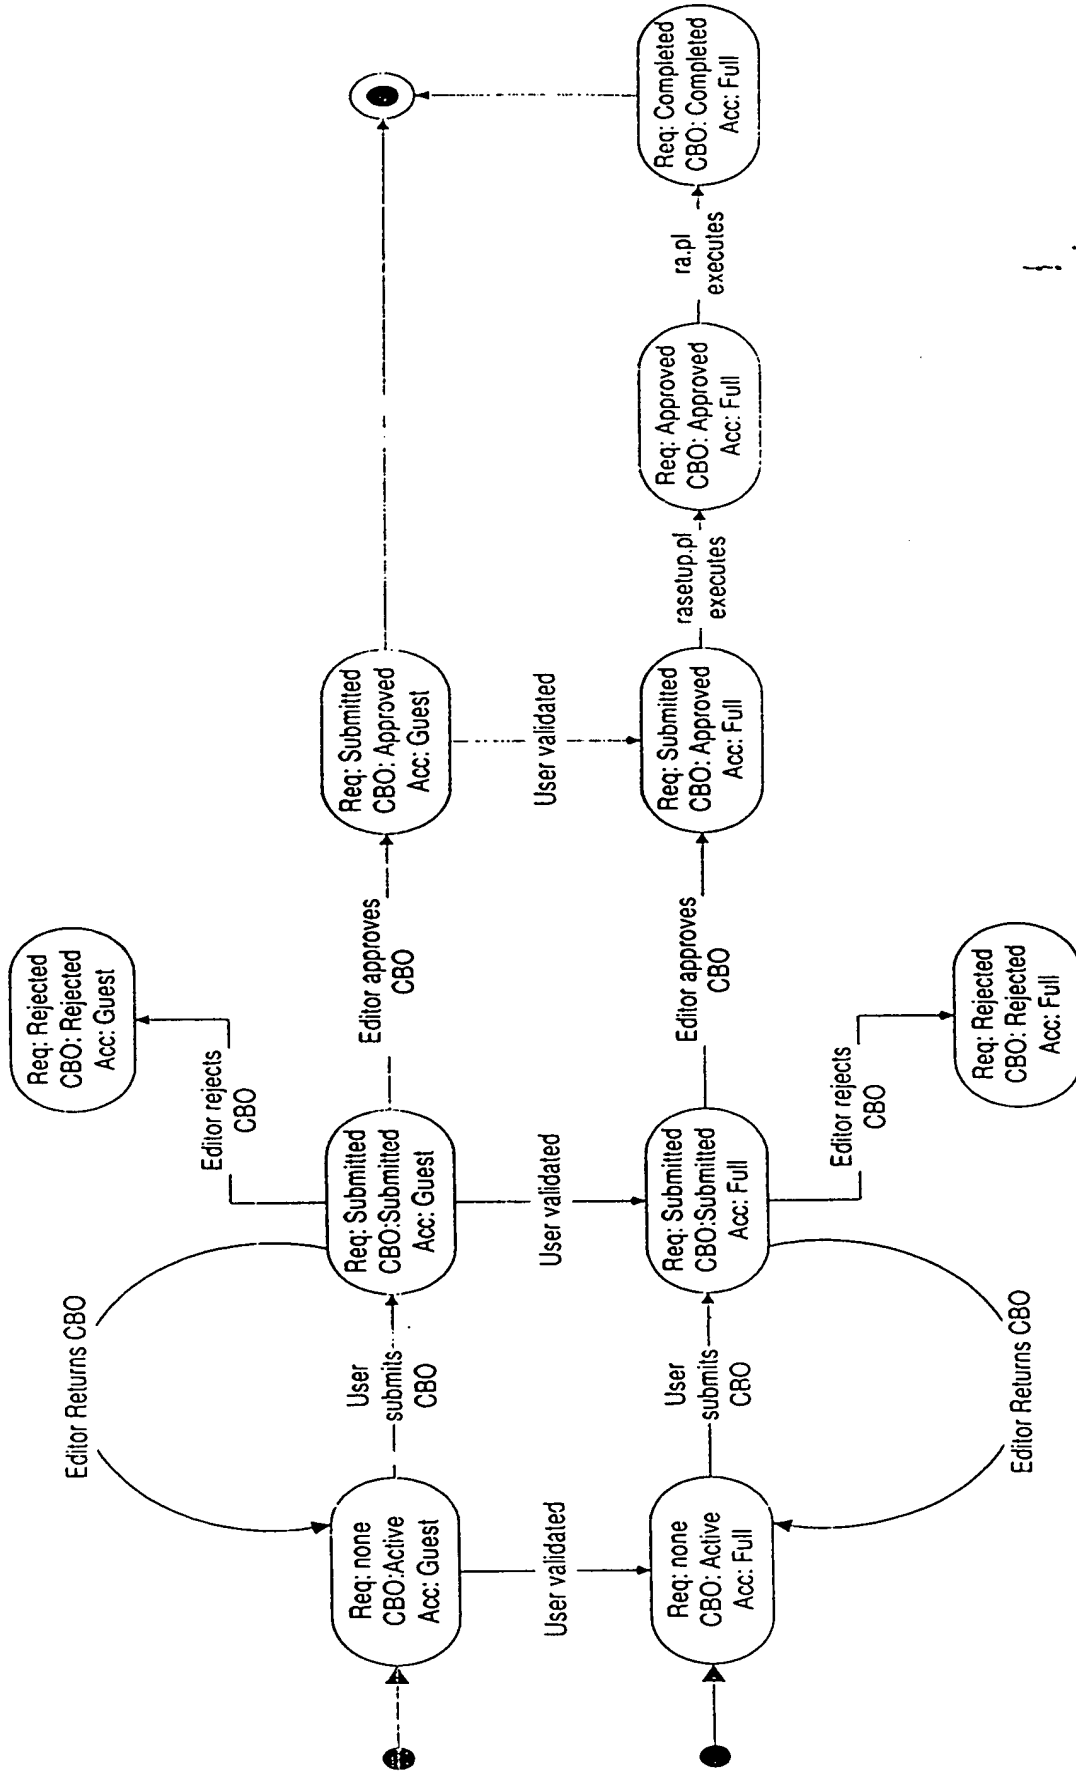 Editor Returns CBO
Req: Rejected
CBO: Rejected
Acc: Guest
Editor rejects
CBO
Req: none
CBO:Active
Acc: Guest
User
submits
CBO
Req: Submitted
CBO:Submitted
Acc: Guest
Editor approves
CBO
Req: Submitted
CBO: Approved
Acc: Guest
User validated
User validated
User validated
Req: none
CBO: Active
Acc: Full
User
submits
CBO
Req: Submitted
CBO:Submitted
Acc: Full
Editor approves
CBO
Req: Submitted
CBO: Approved
Acc: Full
rasetup.pl
executes
Req: Approved
CBO: Approved
Acc: Full
ra.pl
executes
Req: Completed
CBO: Completed
Acc: Full
Editor rejects
CBO
Editor Returns CBO
Req: Rejected
CBO: Rejected
Acc: Full